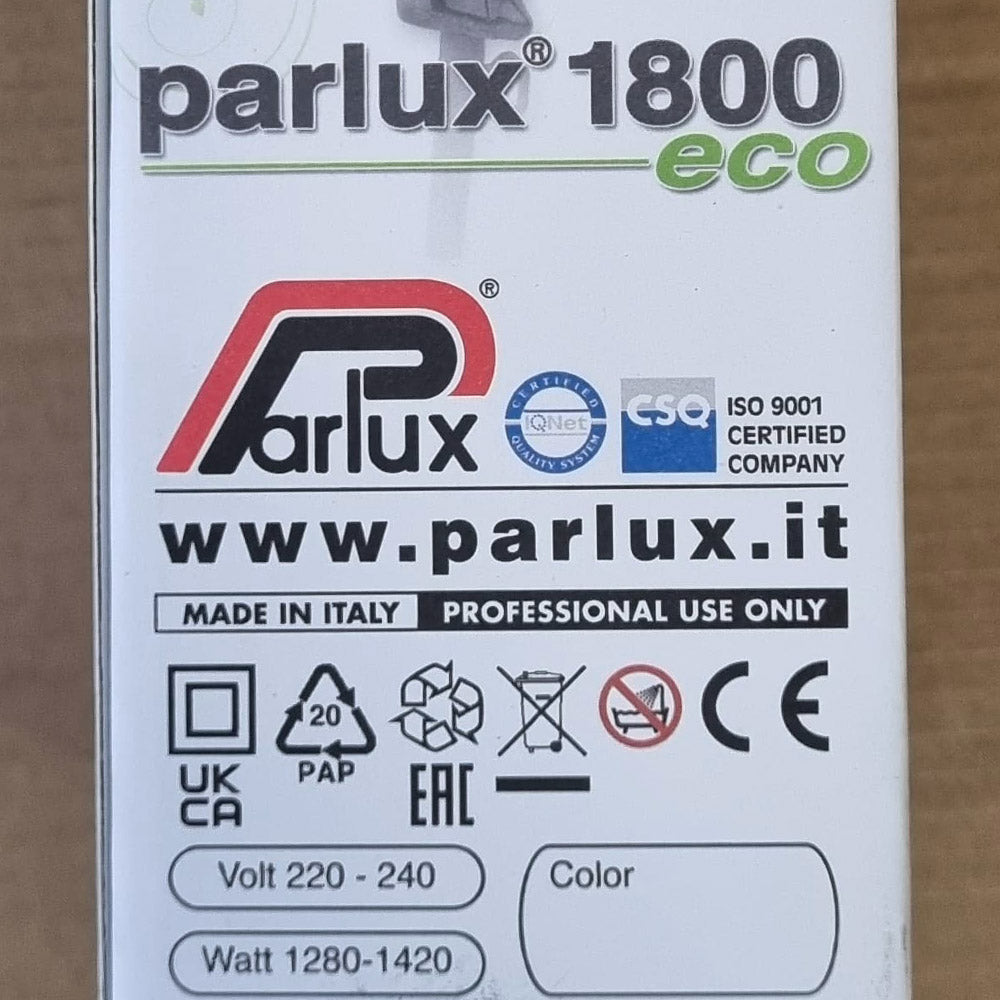 parlux® 1800
eco
Parlux®
CERTIFIED
IQNet
QUALITY SYSTEM
CSQ
ISO 9001
CERTIFIED
COMPANY
www.parlux.it
MADE IN ITALY PROFESSIONAL USE ONLY
20
PAP
CE
UK
CA
EAC
Volt 220 - 240
Color
Watt 1280-1420